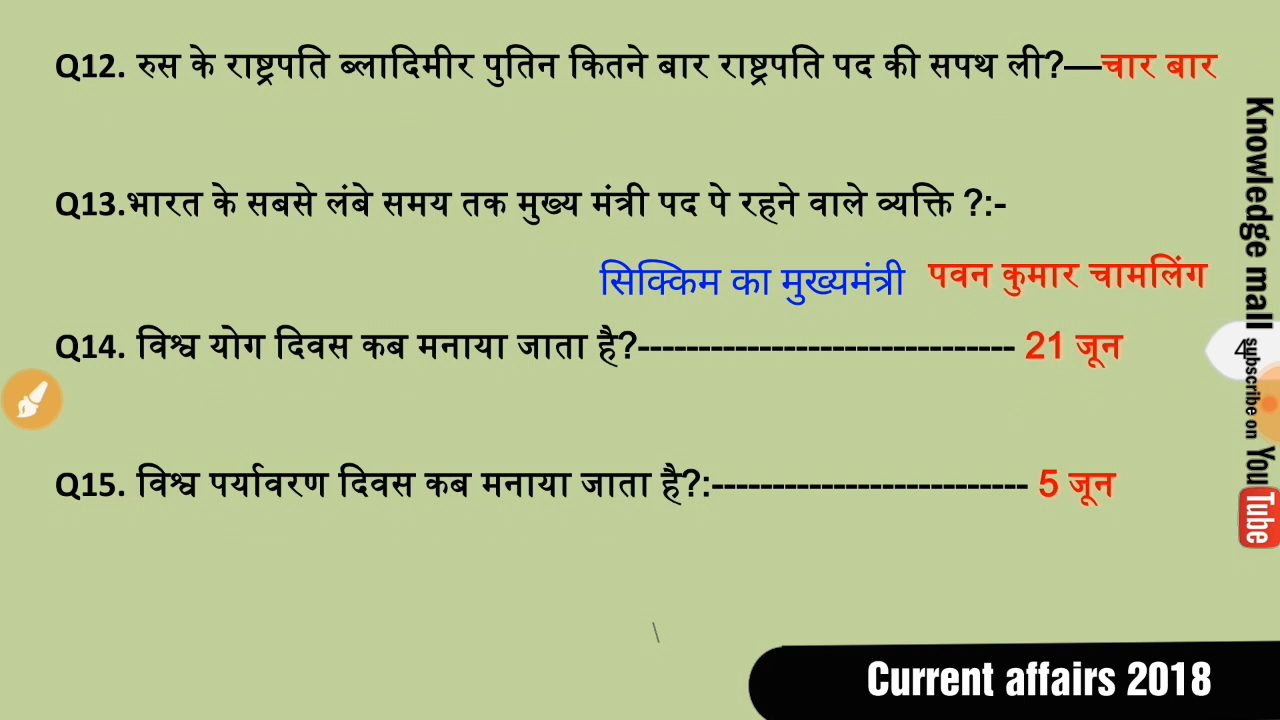 Q12. रुस के राष्ट्रपति ब्लादिमीर पुतिन कितने बार राष्ट्रपति पद की सपथ ली?—चार बार
Q13.भारत के सबसे लंबे समय तक मुख्य मंत्री पद पे रहने वाले व्यक्ति ?:-
सिक्किम का मुख्यमंत्री पवन कुमार चामलिंग
Q14. विश्व योग दिवस कब मनाया जाता है?------------------------------- 21 जून
Q15. विश्व पर्यावरण दिवस कब मनाया जाता है?:-------------------------- 5 जून
Knowledge mall
subscribe on YouTube
4
Current affairs 2018